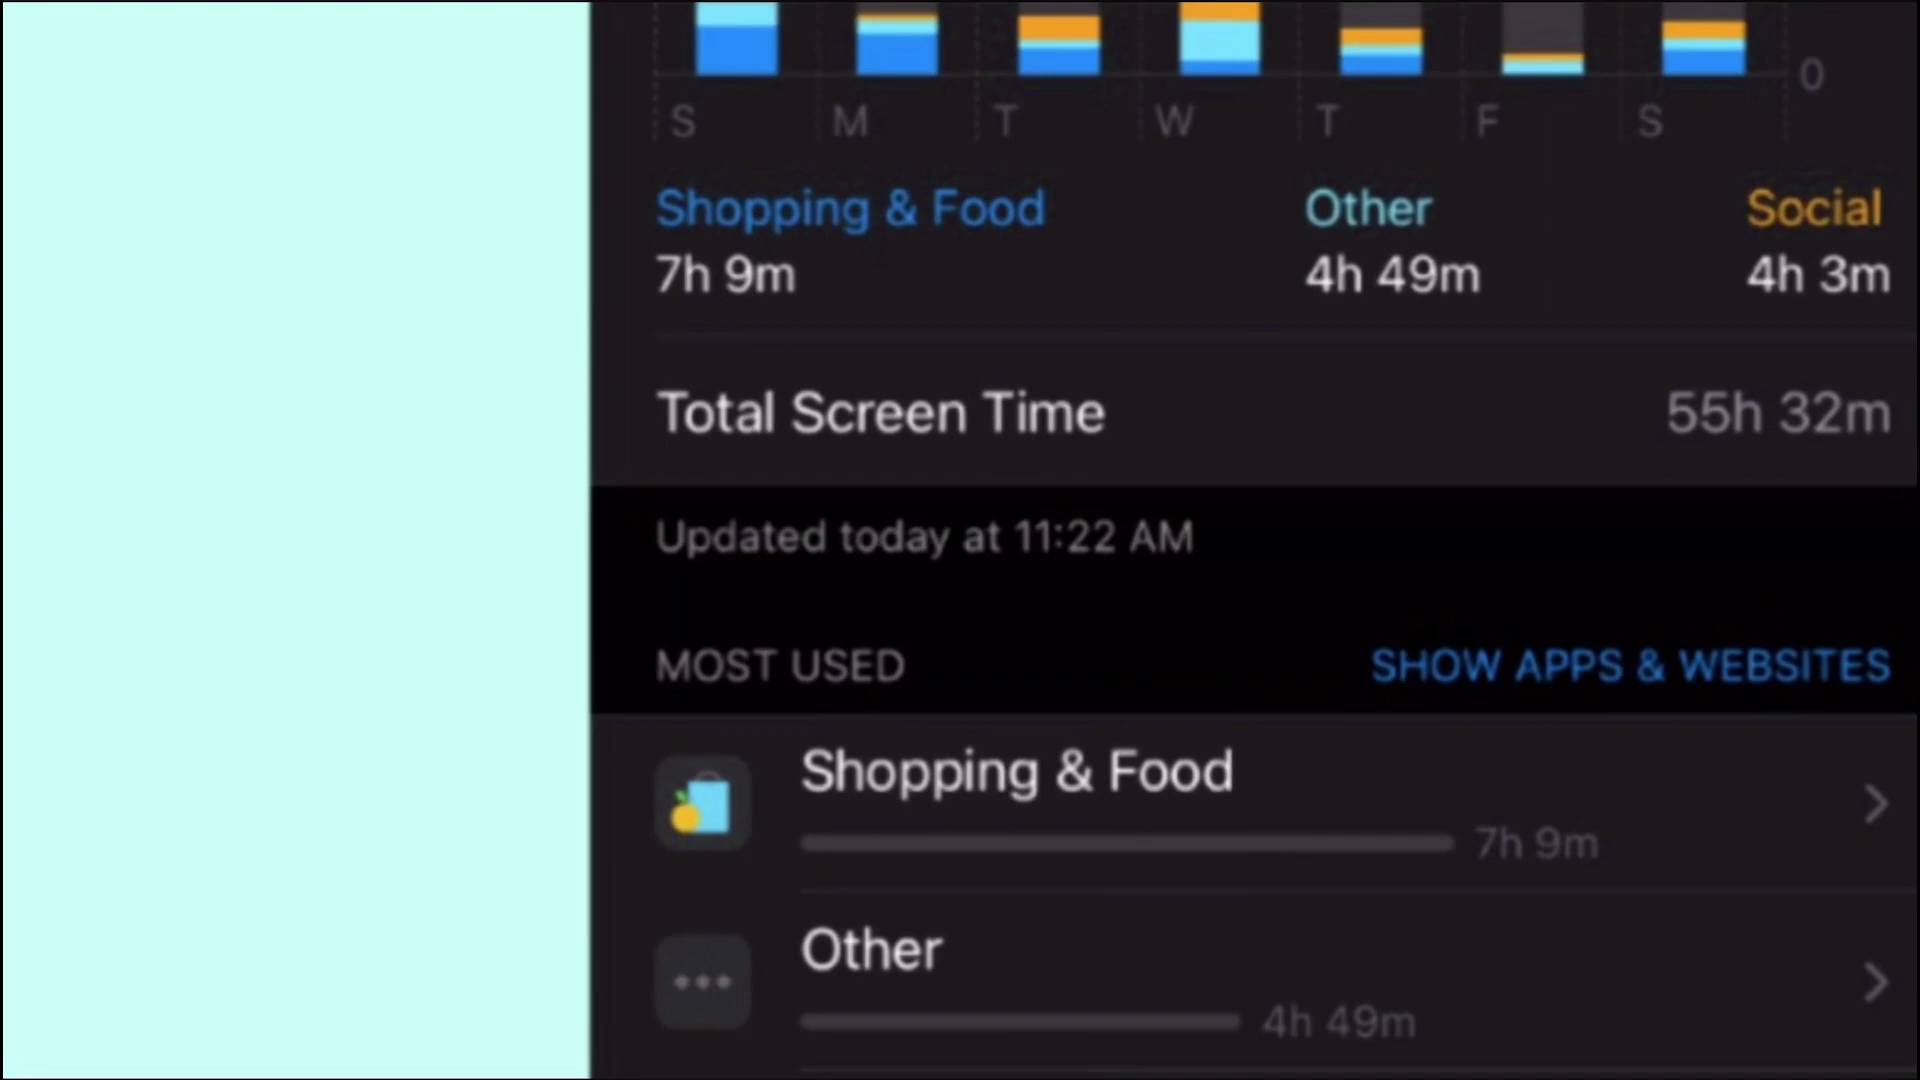 0
S M T W T F S
Shopping & Food Other Social
7h 9m 4h 49m 4h 3m
Total Screen Time 55h 32m
Updated today at 11:22 AM
MOST USED SHOW APPS & WEBSITES
Shopping & Food
7h 9m
Other
4h 49m